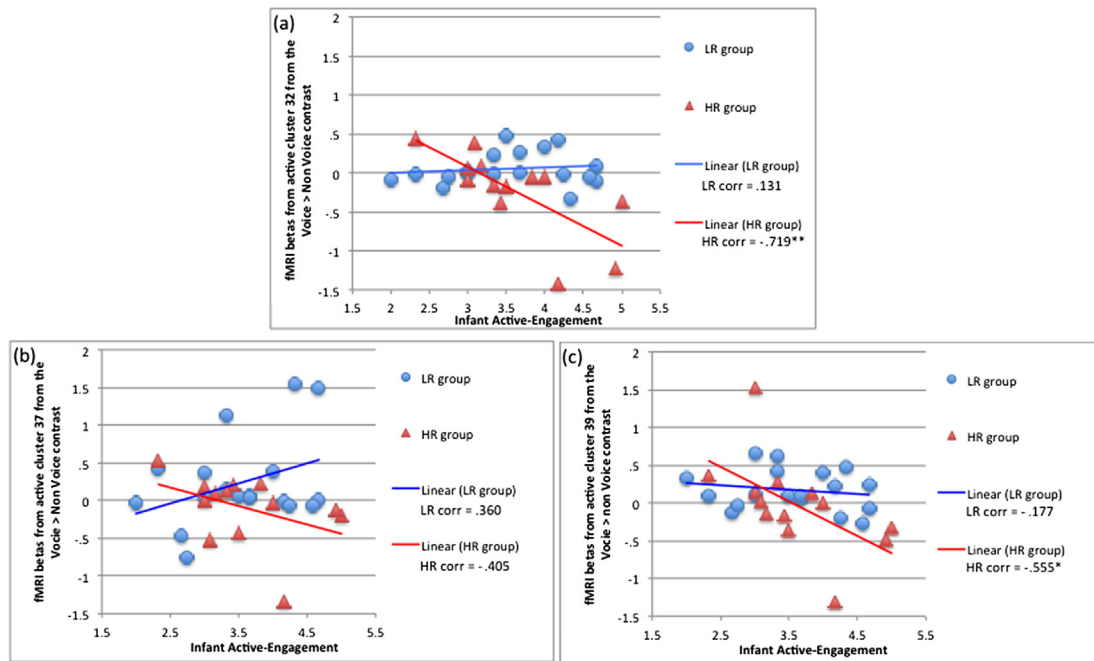 (a)
fMRI betas from active cluster 32 from the
Voice > Non Voice contrast
2
1.5
1
.5
0
-.5
-1
-1.5
1.5 2 2.5 3 3.5 4 4.5 5 5.5
Infant Active-Engagement
LR group
HR group
Linear (LR group)
LR corr = .131
Linear (HR group)
HR corr = -.719**
(b)
fMRI betas from active cluster 37 from the
Vocie > Non Voice contrast
2
1.5
1
0.5
0
-0.5
-1
-1.5
1.5 2.5 3.5 4.5 5.5
Infant Active-Engagement
LR group
HR group
Linear (LR group)
LR corr = .360
Linear (HR group)
HR corr = -.405
(c)
fMRI betas from active cluster 39 from the
Voice > non Voice contrast
2
1.5
1
0.5
0
-0.5
-1
-1.5
1.5 2.5 3.5 4.5 5.5
Infant Active-Engagement
LR group
HR group
Linear (LR group)
LR corr = -.177
Linear (HR group)
HR corr = -.555*